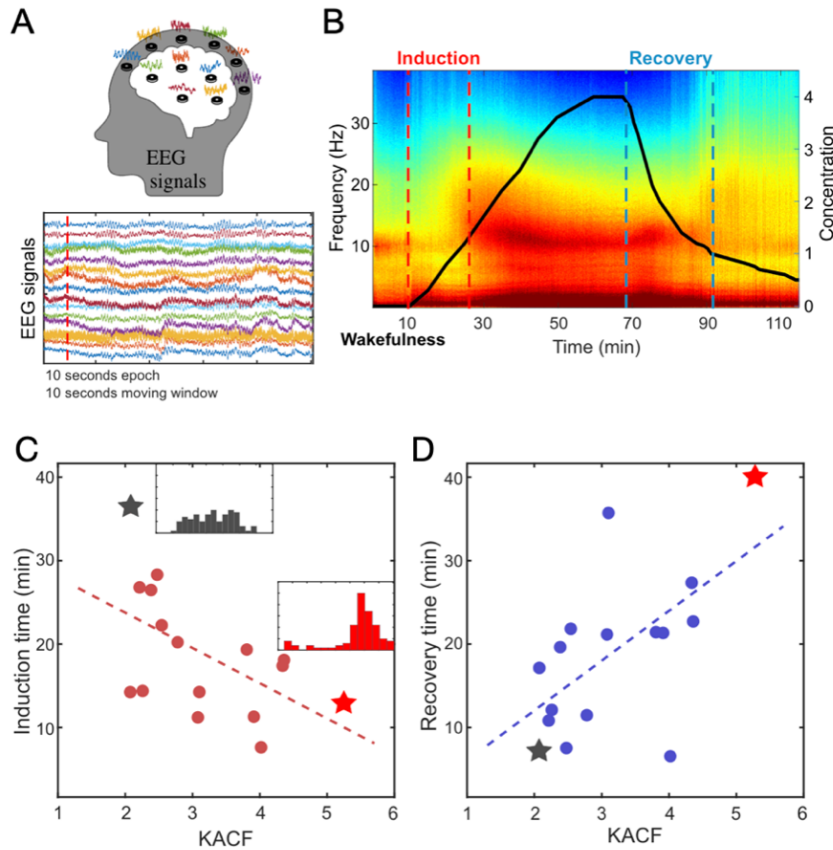 A
EEG
signals
EEG signals
10 seconds epoch
10 seconds moving window
B
Induction
Recovery
Frequency (Hz)
30
20
10
4
3
2
1
0
Concentration
10
30
50
70
90
110
Wakefulness
Time (min)
C
Induction time (min)
40
30
20
10
1
2
3
4
5
6
KACF
D
Recovery time (min)
40
30
20
10
1
2
3
4
5
6
KACF